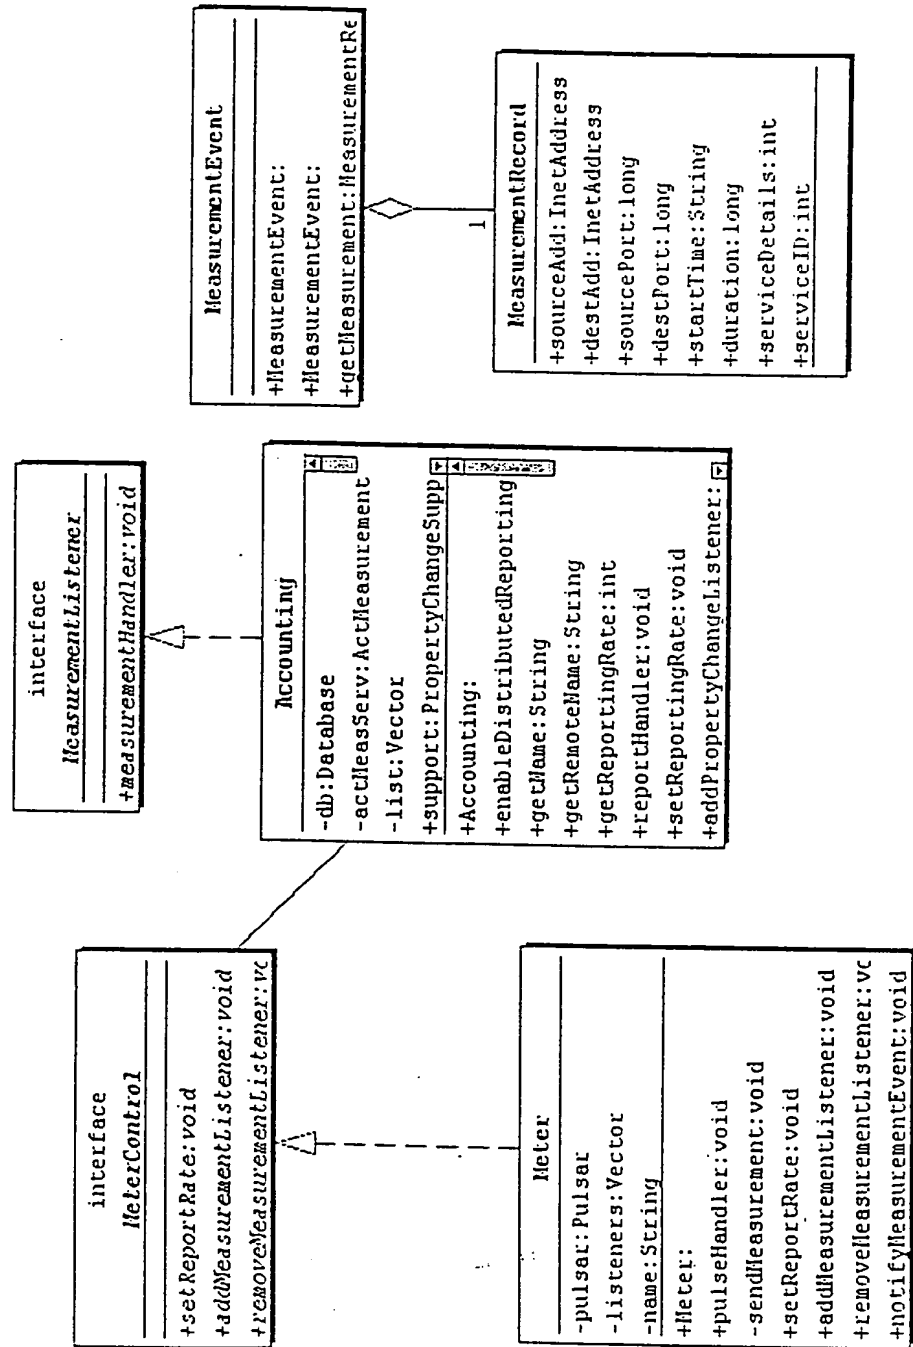 interface
MeterControl
+setReportRate:void
+addMeasurementListener:void
+removeMeasurementListener:vc
Meter
-pulsar:Pulsar
-listeners:Vector
-name:String
+Meter:
+pulseHandler:void
-sendMeasurement:void
+setReportRate:void
+addMeasurementListener:void
+removeMeasurementListener:vc
+notifyMeasurementEvent:void
interface
MeasurementListener
+measurementHandler:void
Accounting
-db:Database
-actMeasServ:ActMeasurement
-list:Vector
+support:PropertyChangeSupp
+Accounting:
+enableDistributedReporting
+getName:String
+getRemoteName:String
+getReportingRate:int
+reportHandler:void
+setReportingRate:void
+addPropertyChangeListener:
MeasurementEvent
+MeasurementEvent:
+MeasurementEvent:
+getMeasurement:MeasurementRe
1
MeasurementRecord
+sourceAdd:InetAddress
+destAdd:InetAddress
+sourcePort:long
+destPort:long
+startTime:String
+duration:long
+serviceDetails:int
+serviceID:int